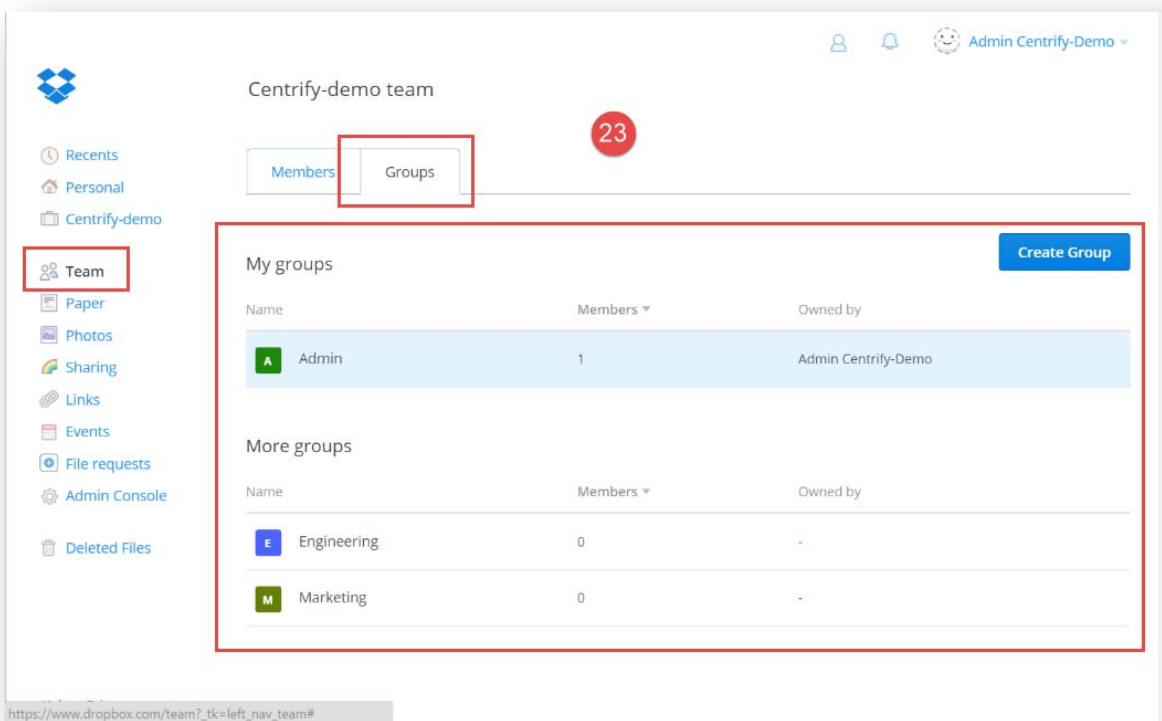 Admin Centrify-Demo
Centrify-demo team
23
Members
Groups
Recents
Personal
Centrify-demo
Team
Paper
Photos
Sharing
Links
Events
File requests
Admin Console
Deleted Files
My groups
Create Group
Name Members Owned by
A Admin 1 Admin Centrify-Demo
More groups
Name Members Owned by
E Engineering 0 -
M Marketing 0 -
https://www.dropbox.com/team?_tk=left_nav_team#